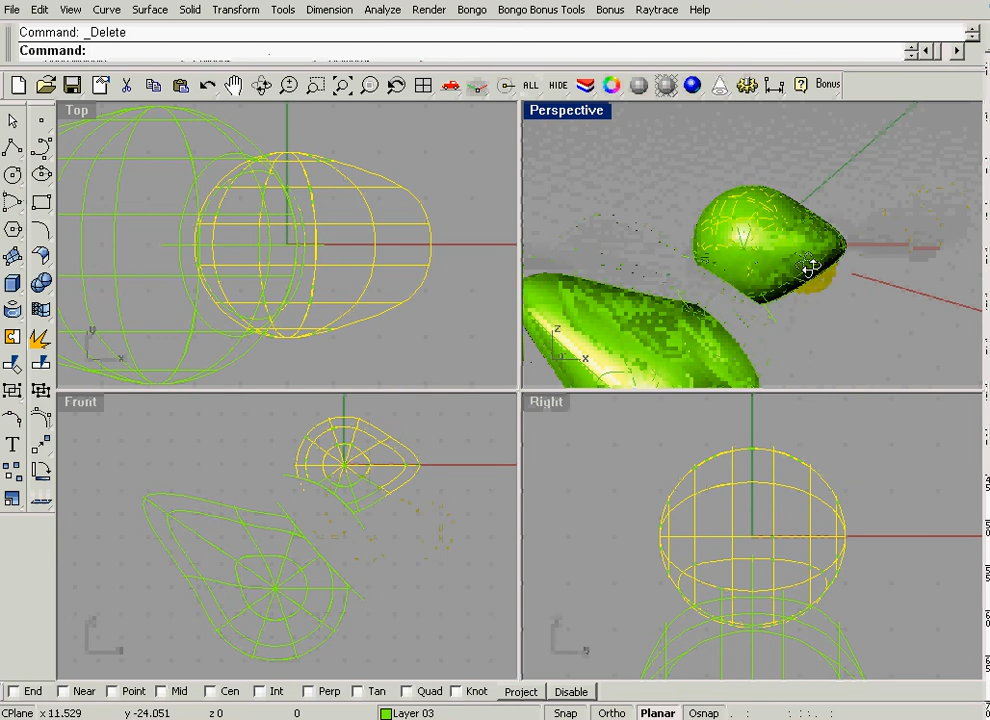 File Edit View Curve Surface Solid Transform Tools Dimension Analyze Render Bongo Bongo Bonus Tools Bonus Raytrace Help
Command: _Delete
Command:
ALL HIDE Bonus
Top
Perspective
y
x
z
x
T
Front
Right
End Near Point Mid Cen Int Perp Tan Quad Knot Project Disable
CPlane x 11.529 y -24.051 z 0 0 Layer 03 Snap Ortho Planar Osnap